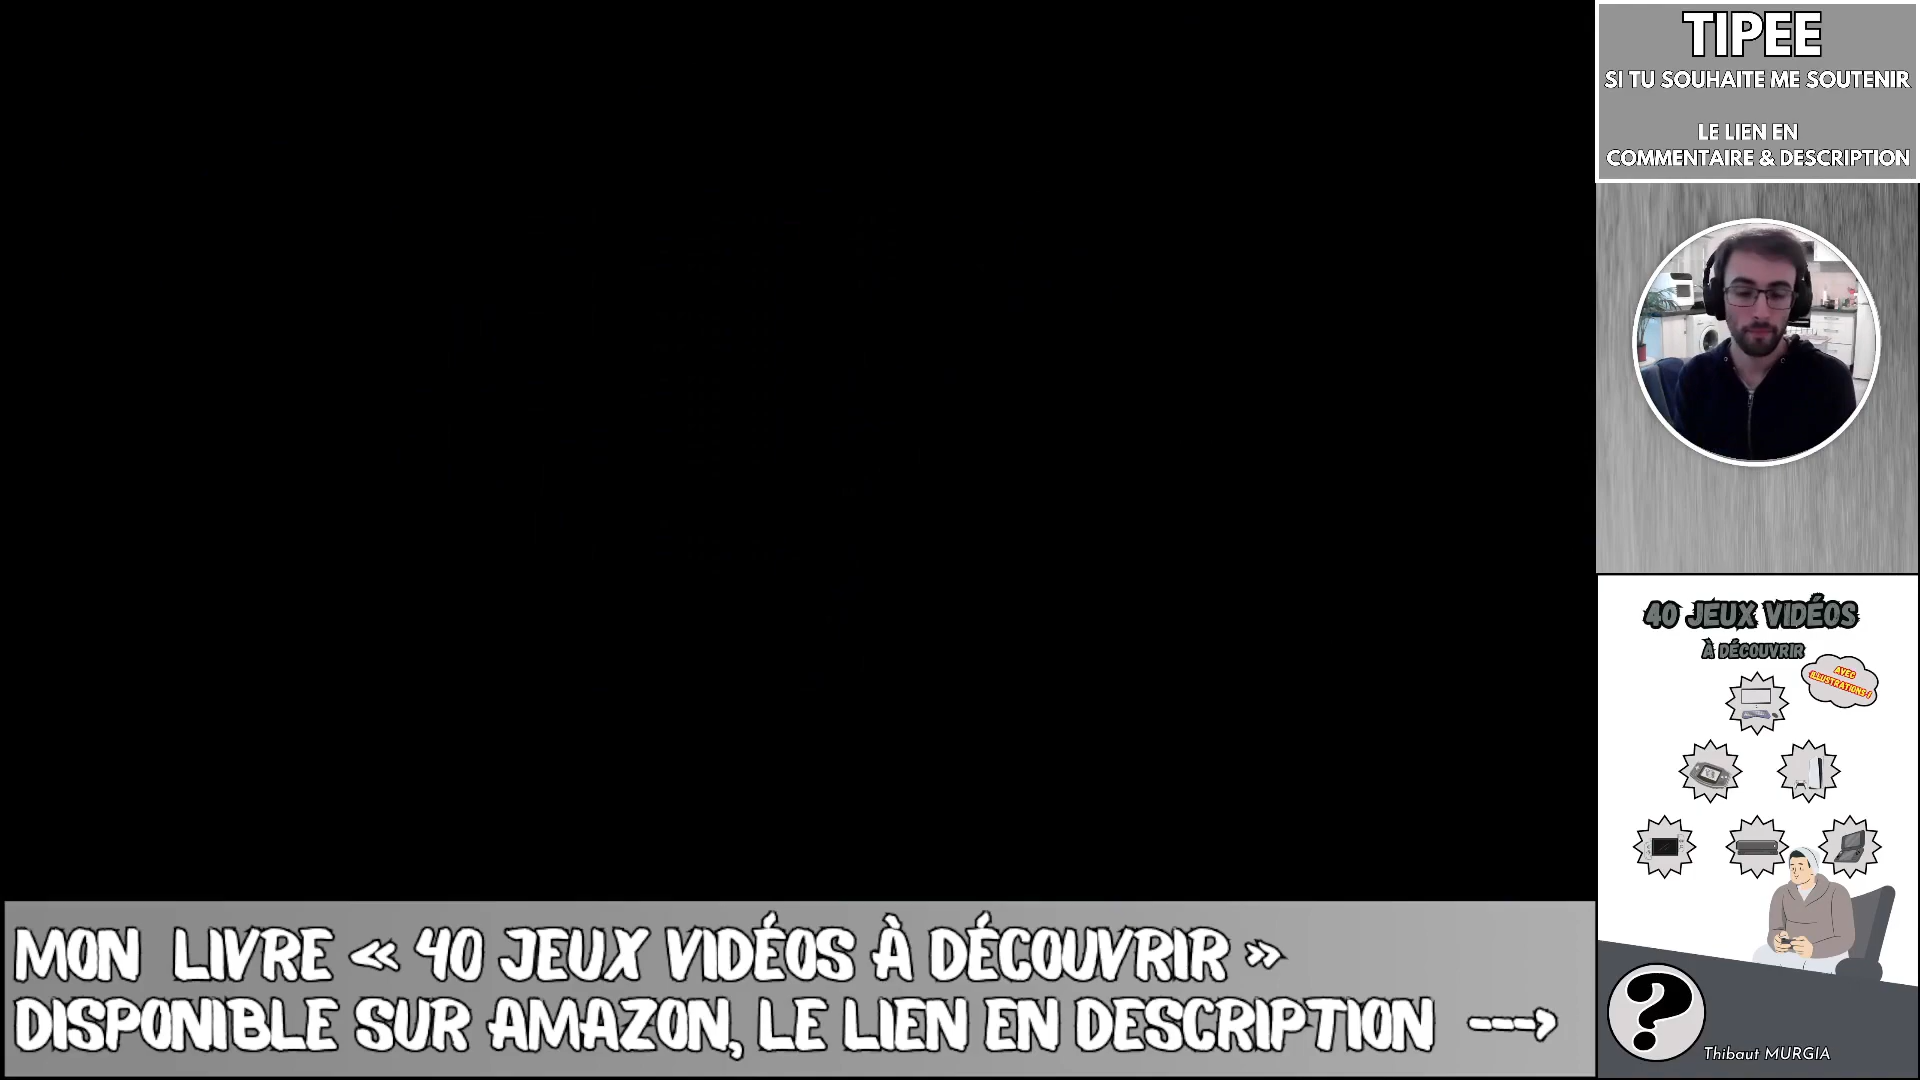 TIPEE
SI TU SOUHAITE ME SOUTENIR
LE LIEN EN
COMMENTAIRE & DESCRIPTION
40 JEUX VIDÉOS
À DÉCOUVRIR
AVEC
ILLUSTRATIONS !
?
Thibaut MURGIA
MON LIVRE « 40 JEUX VIDÉOS À DÉCOUVRIR »
DISPONIBLE SUR AMAZON, LE LIEN EN DESCRIPTION --->